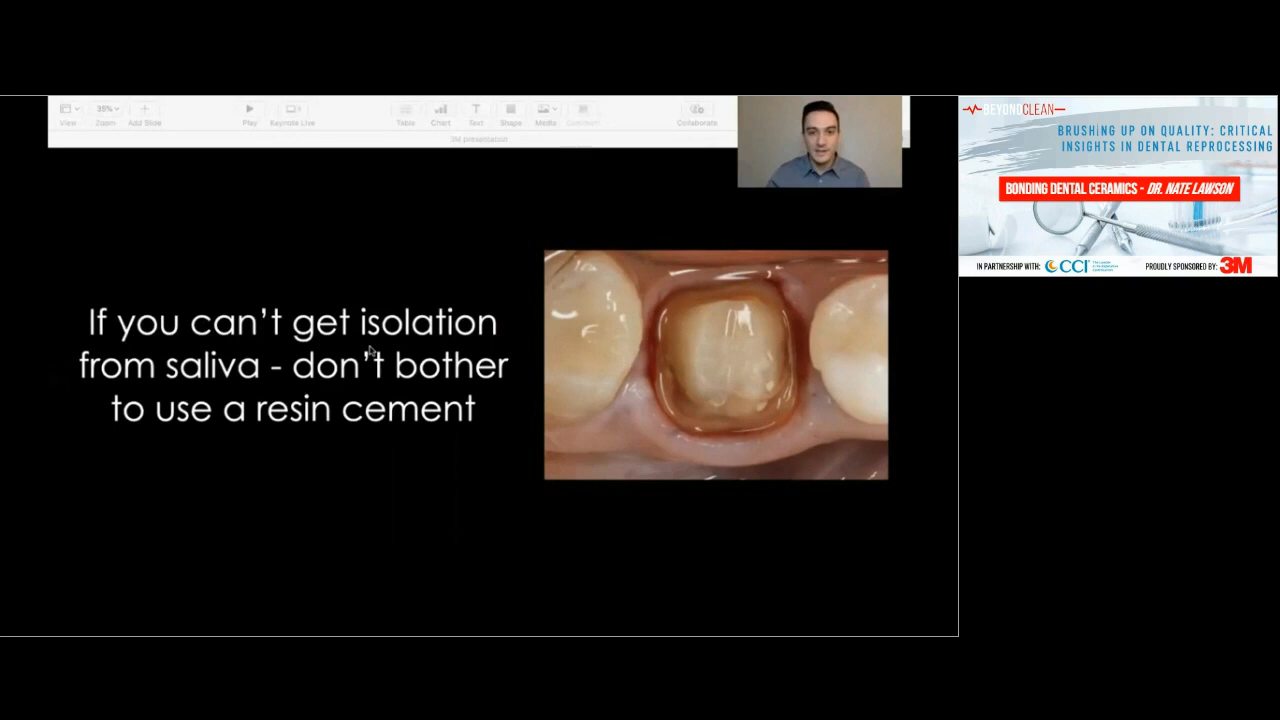 View
35%
Zoom
Add Slide
Play
Keynote Live
Table
Chart
Text
Shape
Media
Comment
Collaborate
3M presentation
If you can't get isolation
from saliva - don't bother
to use a resin cement
BEYONDCLEAN
BRUSHING UP ON QUALITY: CRITICAL
INSIGHTS IN DENTAL REPROCESSING
BONDING DENTAL CERAMICS - DR. NATE LAWSON
IN PARTNERSHIP WITH: CCI
PROUDLY SPONSORED BY: 3M